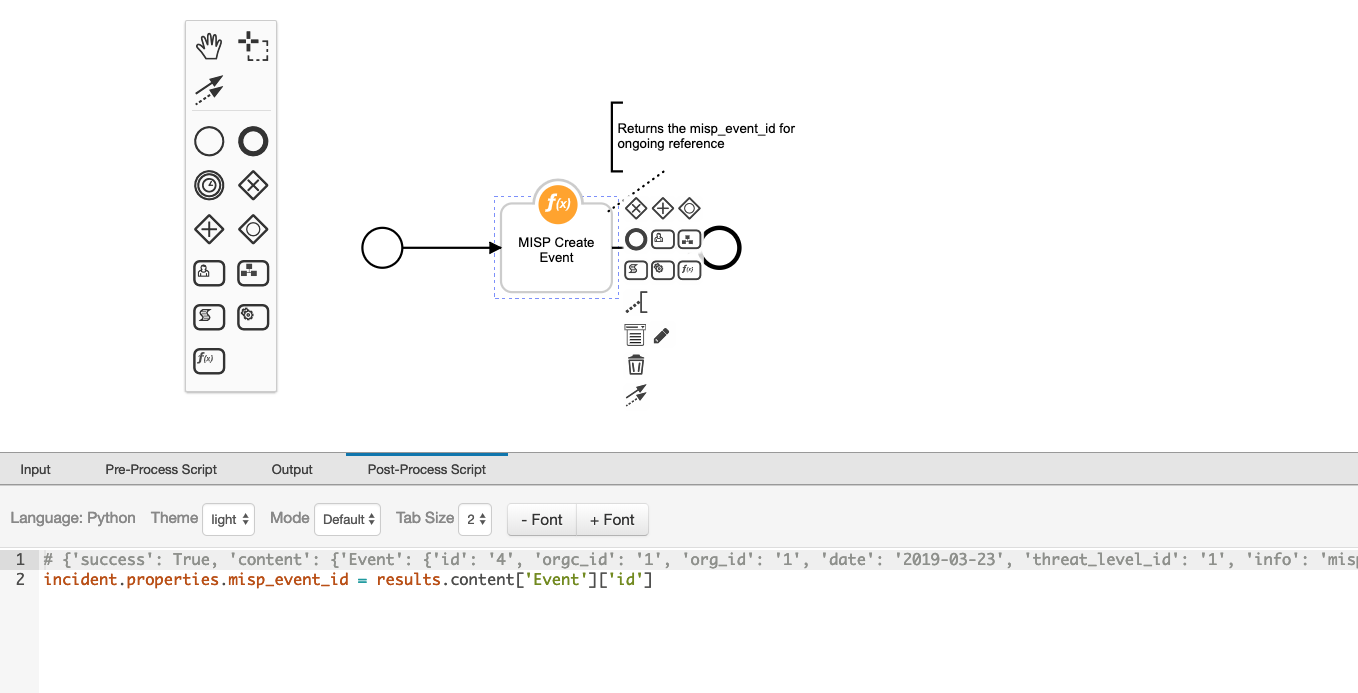 Returns the misp_event_id for
ongoing reference
f(x)
MISP Create
Event
f(x)
f(x)
Input Pre-Process Script Output Post-Process Script
Language: Python Theme light Mode Default Tab Size 2 - Font + Font
1 # {'success': True, 'content': {'Event': {'id': '4', 'orgc_id': '1', 'org_id': '1', 'date': '2019-03-23', 'threat_level_id': '1', 'info': 'misp
2 incident.properties.misp_event_id = results.content['Event']['id']